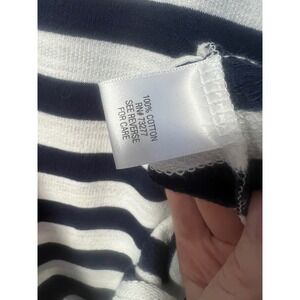 100% COTTON
RN# 73277
SEE REVERSE
FOR CARE